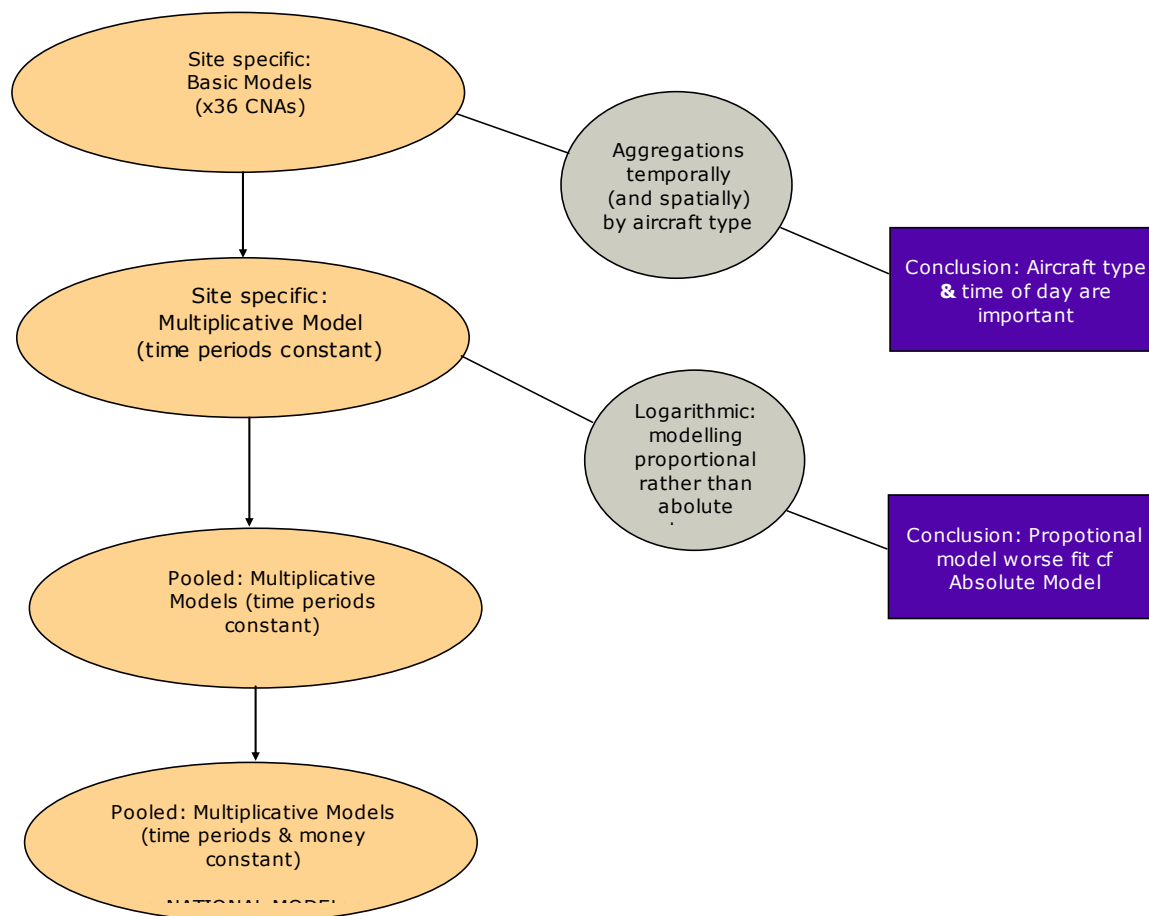 Site specific:
Basic Models
(x36 CNAs)
Aggregations
temporally
(and spatially)
by aircraft type
Conclusion: Aircraft type
& time of day are
important
Site specific:
Multiplicative Model
(time periods constant)
Logarithmic:
modelling
proportional
rather than
abolute
Conclusion: Propotional
model worse fit cf
Absolute Model
Pooled: Multiplicative
Models (time periods
constant)
Pooled: Multiplicative Models
(time periods & money
constant)
NATIONAL MODEL